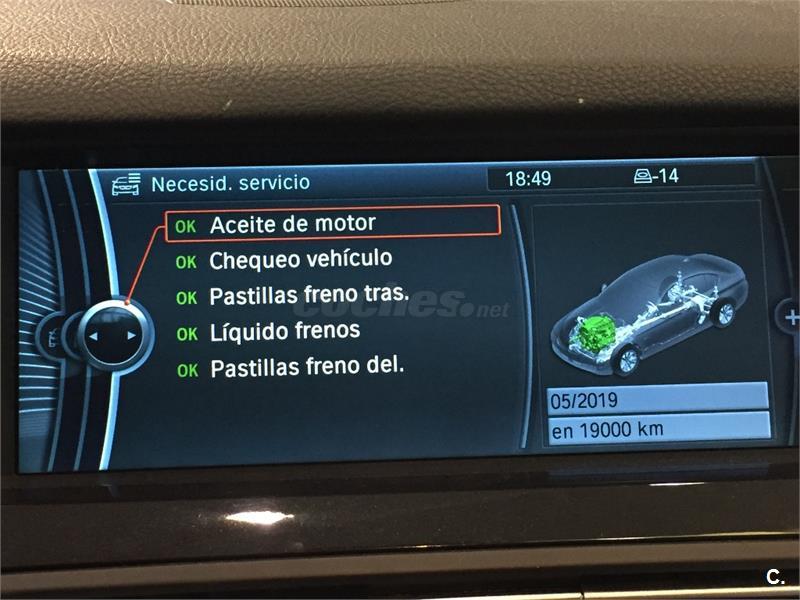 Necesid. servicio
18:49
-14
OK Aceite de motor
OK Chequeo vehículo
OK Pastillas freno tras.
OK Líquido frenos
OK Pastillas freno del.
coches.net
05/2019
en 19000 km
+
C.